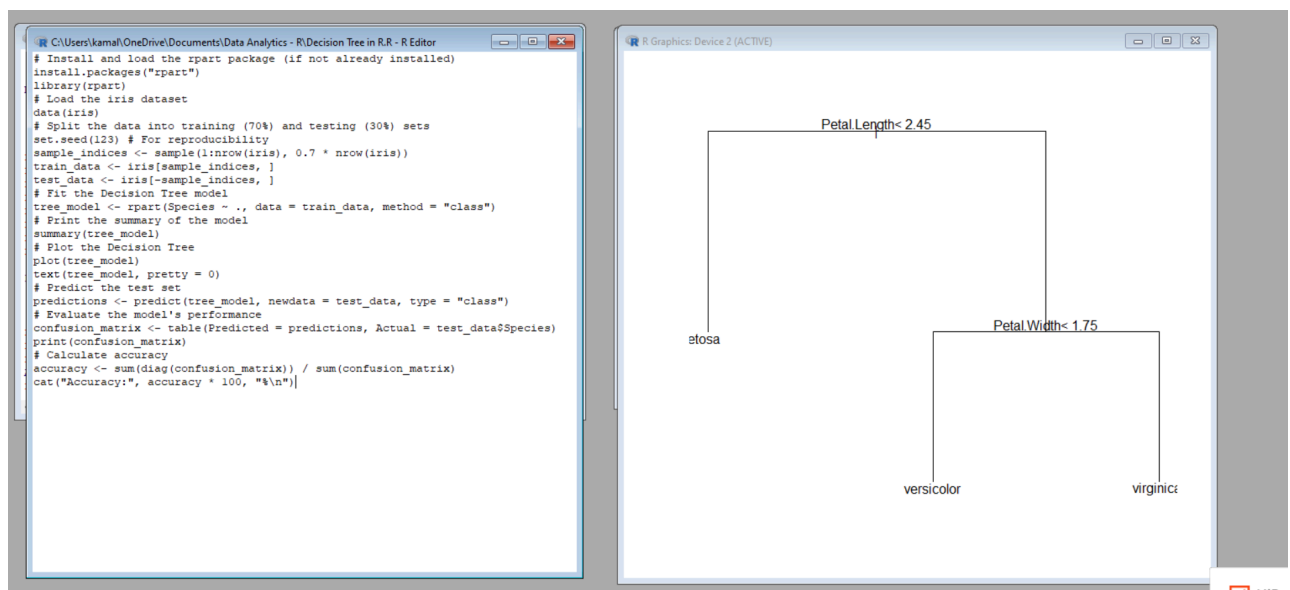 C:\Users\kamal\OneDrive\Documents\Data Analytics - R\Decision Tree in R.R - R Editor
# Install and load the rpart package (if not already installed)
install.packages("rpart")
library(rpart)
# Load the iris dataset
data(iris)
# Split the data into training (70%) and testing (30%) sets
set.seed(123) # For reproducibility
sample_indices <- sample(1:nrow(iris), 0.7 * nrow(iris))
train_data <- iris[sample_indices, ]
test_data <- iris[-sample_indices, ]
# Fit the Decision Tree model
tree_model <- rpart(Species ~ ., data = train_data, method = "class")
# Print the summary of the model
summary(tree_model)
# Plot the Decision Tree
plot(tree_model)
text(tree_model, pretty = 0)
# Predict the test set
predictions <- predict(tree_model, newdata = test_data, type = "class")
# Evaluate the model's performance
confusion_matrix <- table(Predicted = predictions, Actual = test_data$Species)
print(confusion_matrix)
# Calculate accuracy
accuracy <- sum(diag(confusion_matrix)) / sum(confusion_matrix)
cat("Accuracy:", accuracy * 100, "%\n")
R Graphics: Device 2 (ACTIVE)
Petal.Length< 2.45
etosa
Petal.Width< 1.75
versicolor
virginica